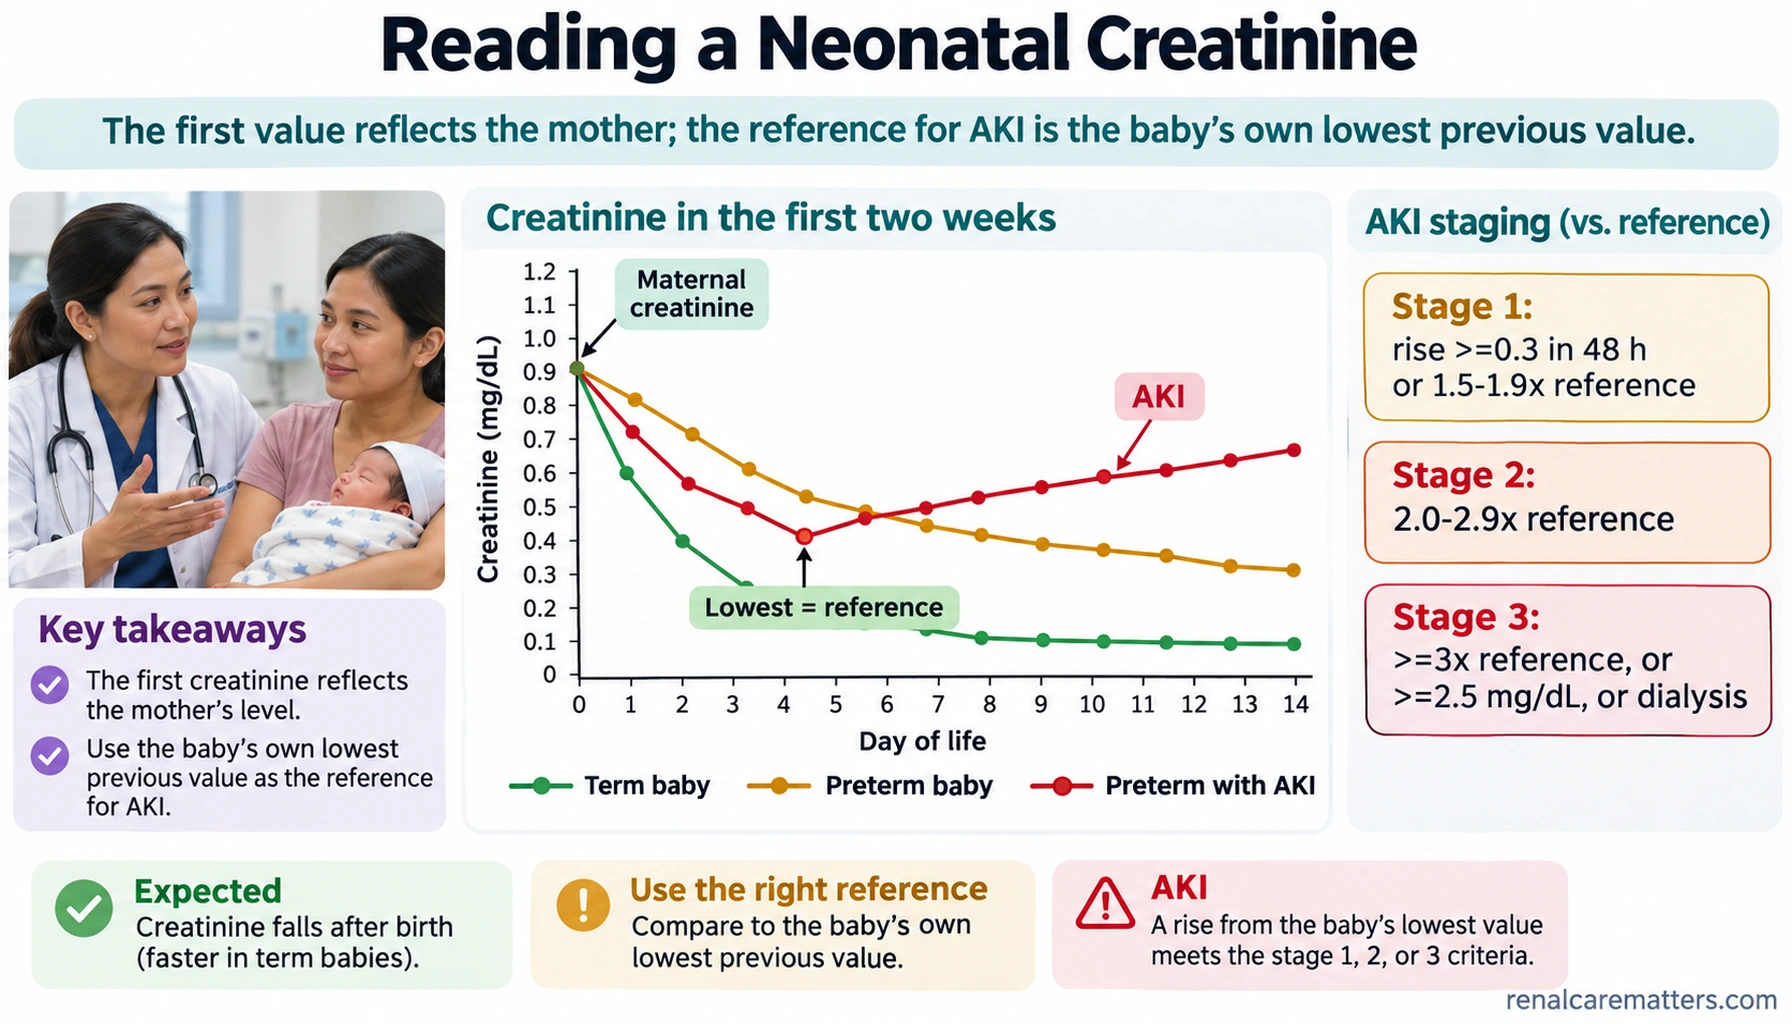 Reading a Neonatal Creatinine
The first value reflects the mother; the reference for AKI is the baby's own lowest previous value.
Key takeaways
The first creatinine reflects
the mother's level.
Use the baby's own lowest
previous value as the reference
for AKI.
Creatinine in the first two weeks
Creatinine (mg/dL)
1.2
1.1
1.0
0.9
0.8
0.7
0.6
0.5
0.4
0.3
0.2
0.1
0
Maternal
creatinine
AKI
Lowest = reference
0 1 2 3 4 5 6 7 8 9 10 11 12 13 14
Day of life
Term baby Preterm baby Preterm with AKI
AKI staging (vs. reference)
Stage 1:
rise >=0.3 in 48 h
or 1.5-1.9x reference
Stage 2:
2.0-2.9x reference
Stage 3:
>=3x reference, or
>=2.5 mg/dL, or dialysis
Expected
Creatinine falls after birth
(faster in term babies).
Use the right reference
Compare to the baby's own
lowest previous value.
AKI
A rise from the baby's lowest value
meets the stage 1, 2, or 3 criteria.
renalcarematters.com